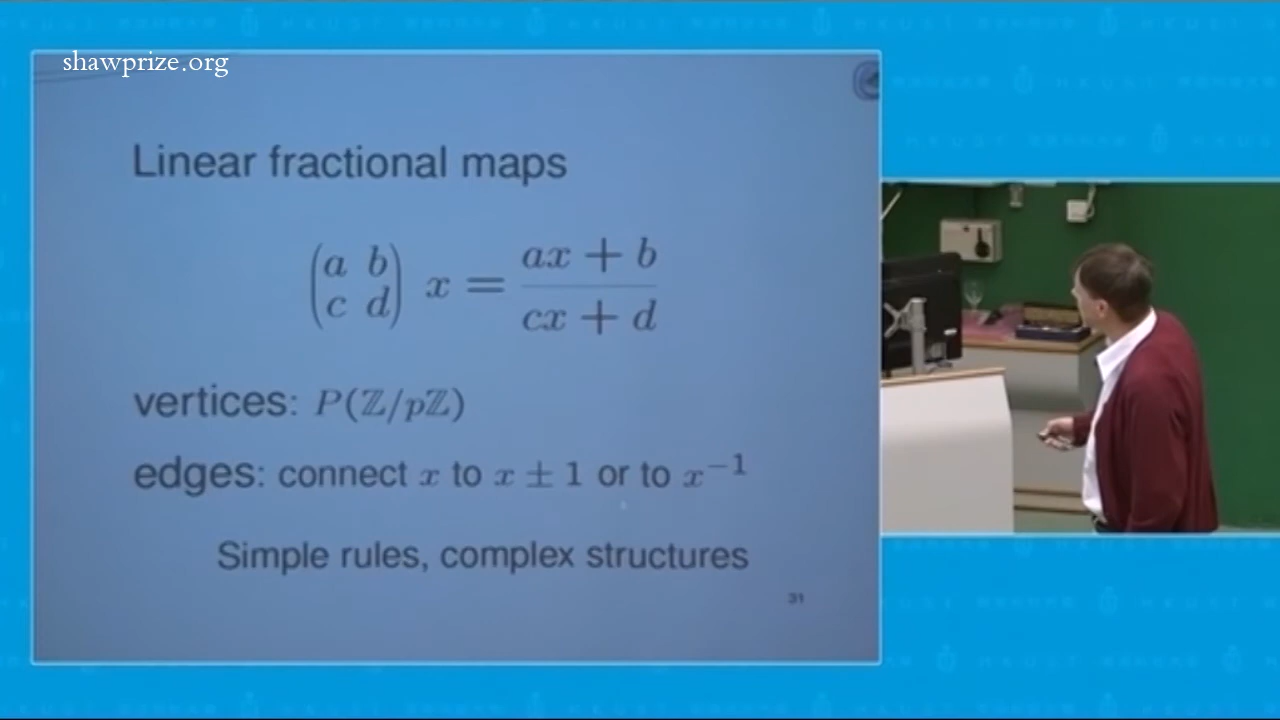 shawprize.org
Linear fractional maps
(a b
c d) x = ax + b / cx + d
vertices: P(ℤ/pℤ)
edges: connect x to x ± 1 or to x⁻¹
Simple rules, complex structures
31